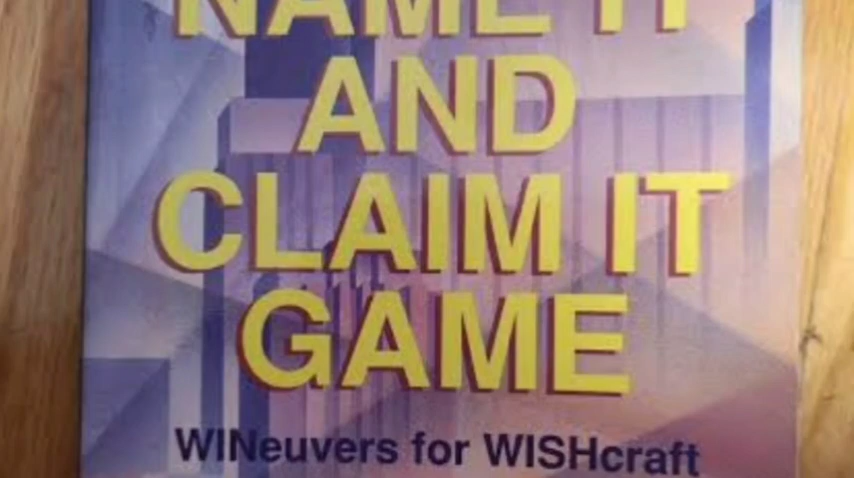 NAME IT
AND
CLAIM IT
GAME
WINeuvers for WISHcraft